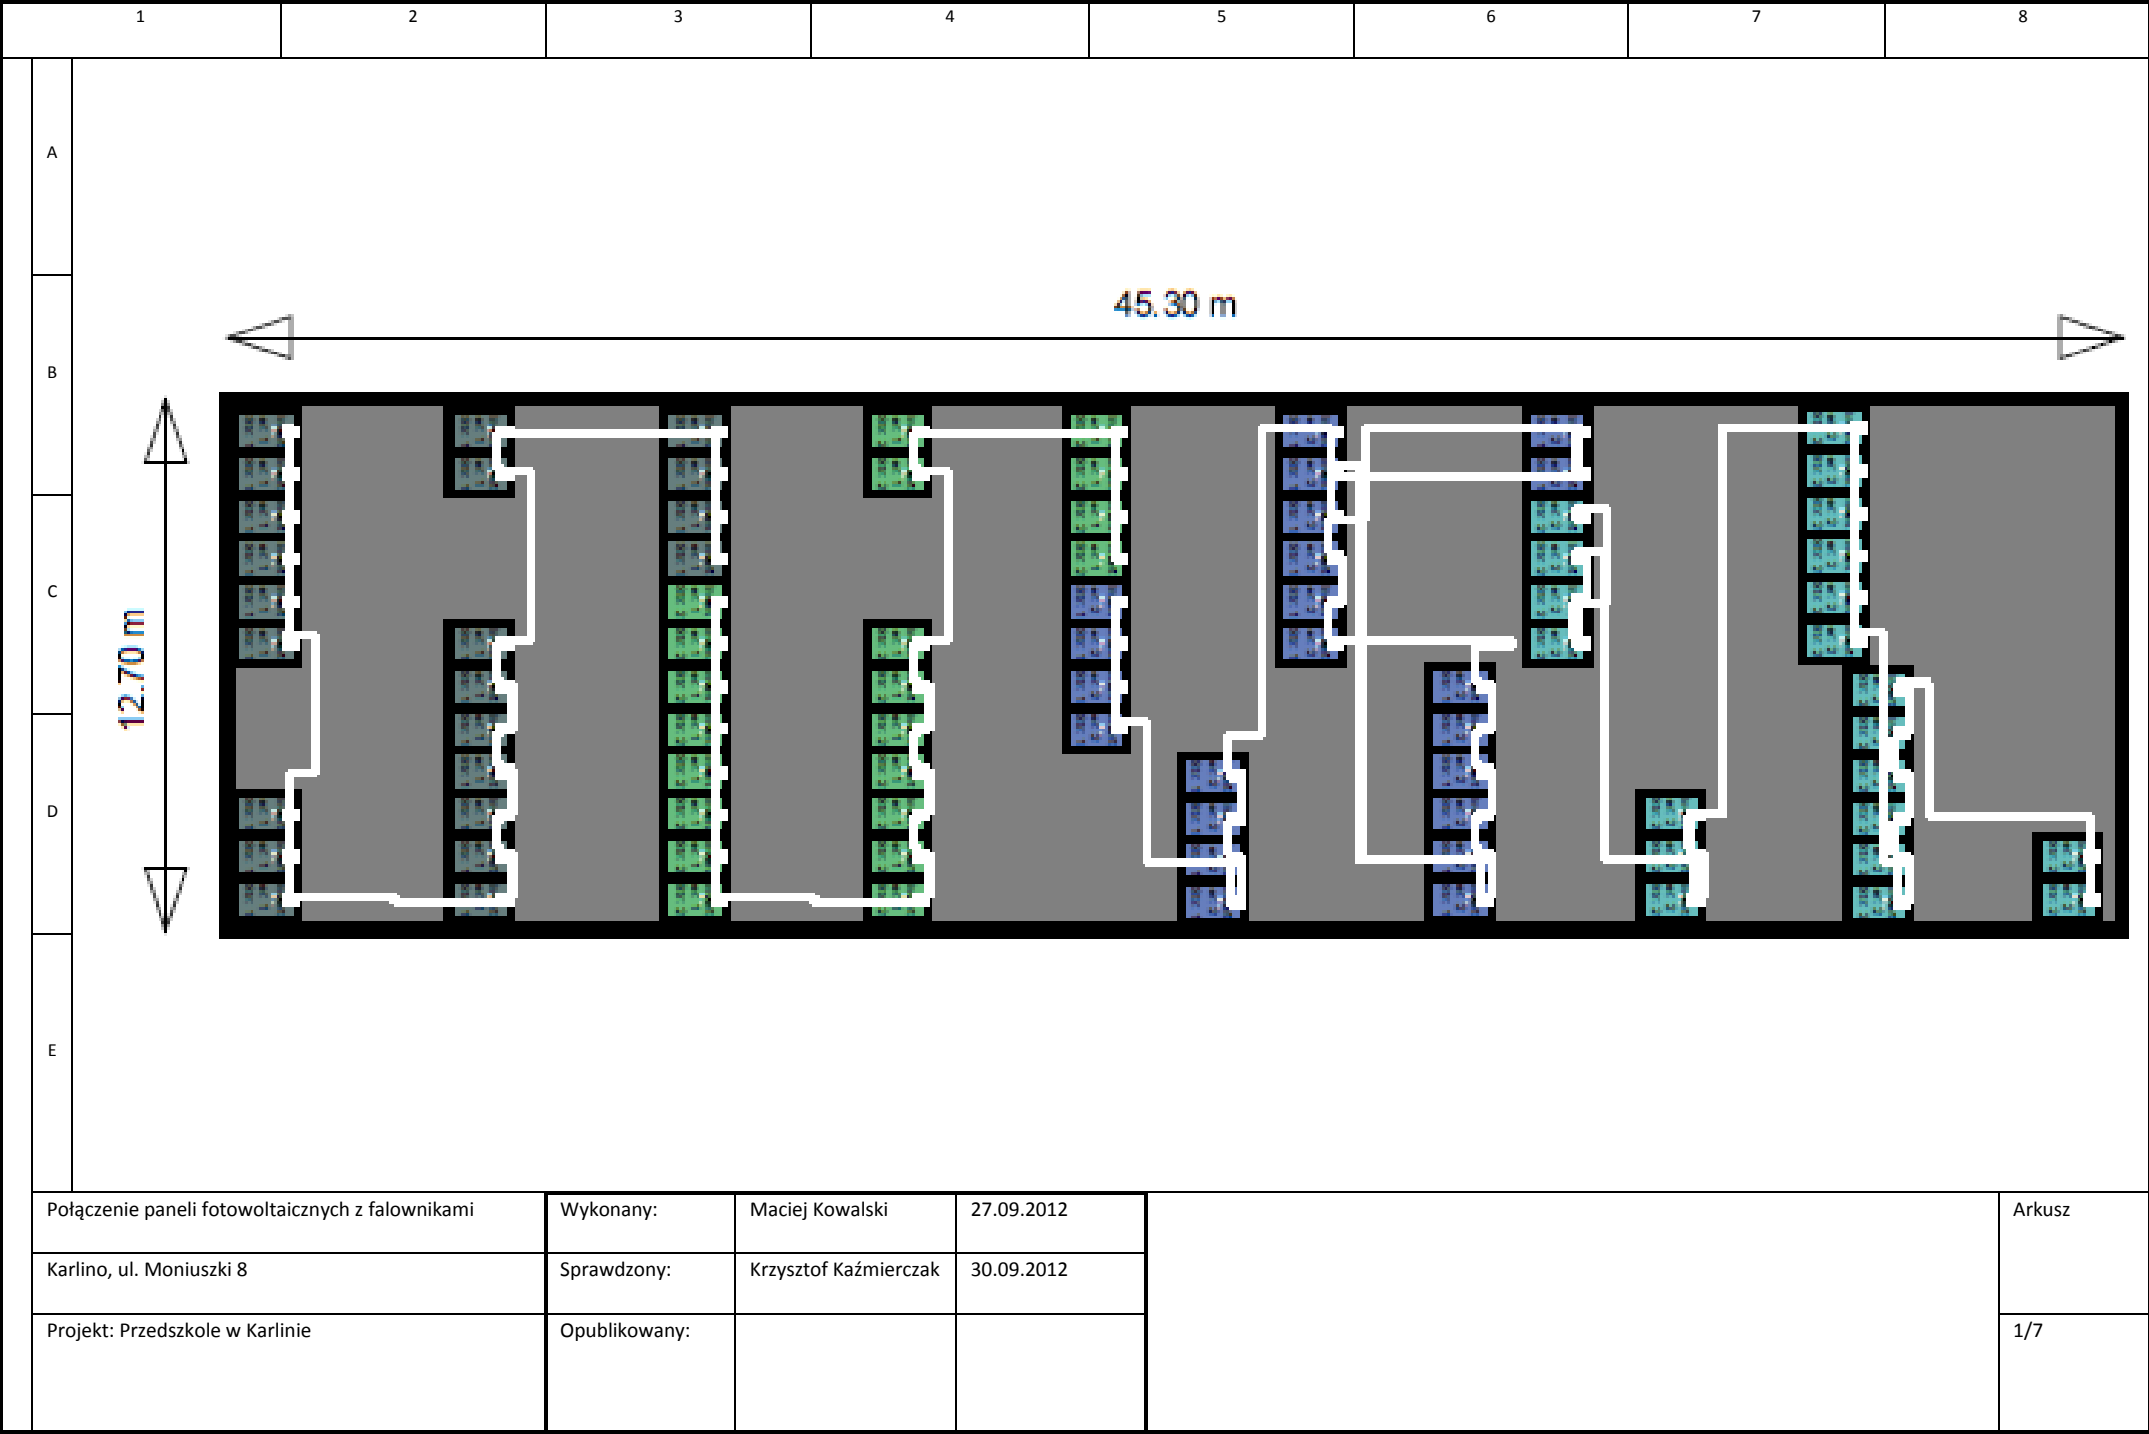 1 2 3 4 5 6 7 8
A
45.30 m
B
C
12.70 m
D
E
Połączenie paneli fotowoltaicznych z falownikami Wykonany: Maciej Kowalski 27.09.2012 Arkusz
Karlino, ul. Moniuszki 8 Sprawdzony: Krzysztof Kaźmierczak 30.09.2012
Projekt: Przedszkole w Karlinie Opublikowany: 1/7